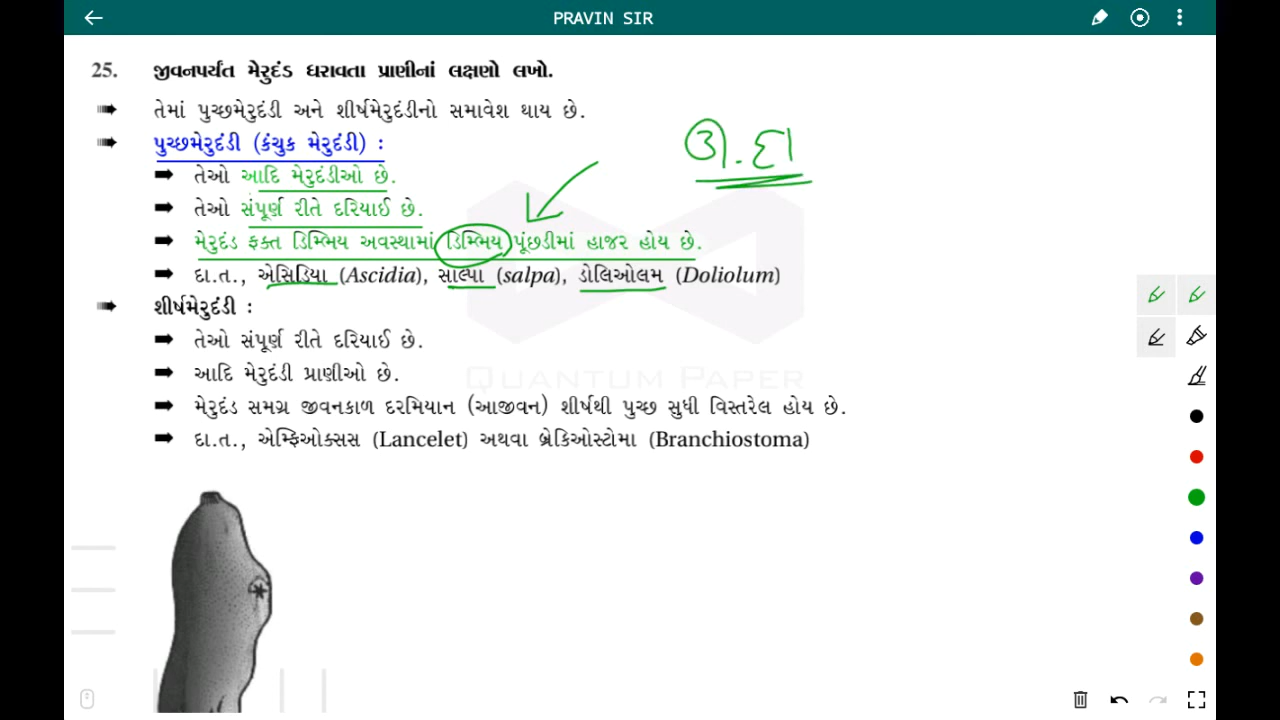 PRAVIN SIR
25. જીવનપર્યંત મેરુદંડ ધરાવતા પ્રાણીનાં લક્ષણો લખો.
તેમાં પુચ્છમેરુદંડી અને શીર્ષમેરુદંડીનો સમાવેશ થાય છે.
પુચ્છમેરુદંડી (કંચુક મેરુદંડી) :
તેઓ આદિ મેરુદંડીઓ છે.
તેઓ સંપૂર્ણ રીતે દરિયાઈ છે.
મેરુદંડ ફક્ત ડિમ્ભિય અવસ્થામાં ડિમ્ભિય પૂંછડીમાં હાજર હોય છે.
દા.ત., એસિડિયા (Ascidia), સાલ્પા (salpa), ડોલિઓલમ (Doliolum)
શીર્ષમેરુદંડી :
તેઓ સંપૂર્ણ રીતે દરિયાઈ છે.
આદિ મેરુદંડી પ્રાણીઓ છે.
મેરુદંડ સમગ્ર જીવનકાળ દરમિયાન (આજીવન) શીર્ષથી પુચ્છ સુધી વિસ્તરેલ હોય છે.
QUANTUM PAPER
દા.ત., એમ્ફિઓક્સસ (Lancelet) અથવા બ્રેકિઓસ્ટોમા (Branchiostoma)